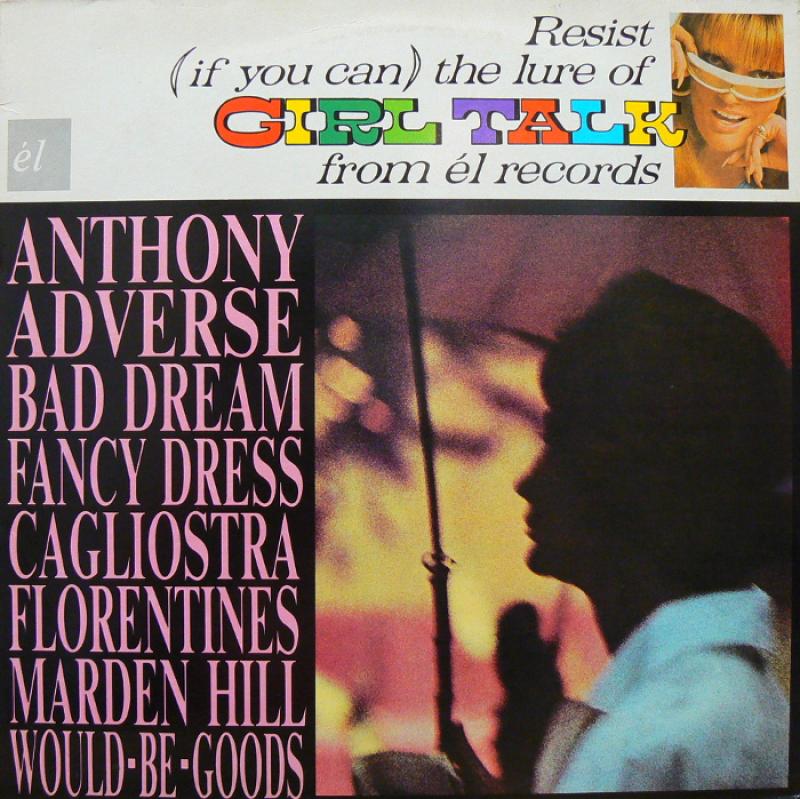 Resist
(if you can) the lure of
GIRL TALK
from él records
él
ANTHONY
ADVERSE
BAD DREAM
FANCY DRESS
CAGLIOSTRA
FLORENTINES
MARDEN HILL
WOULD-BE-GOODS